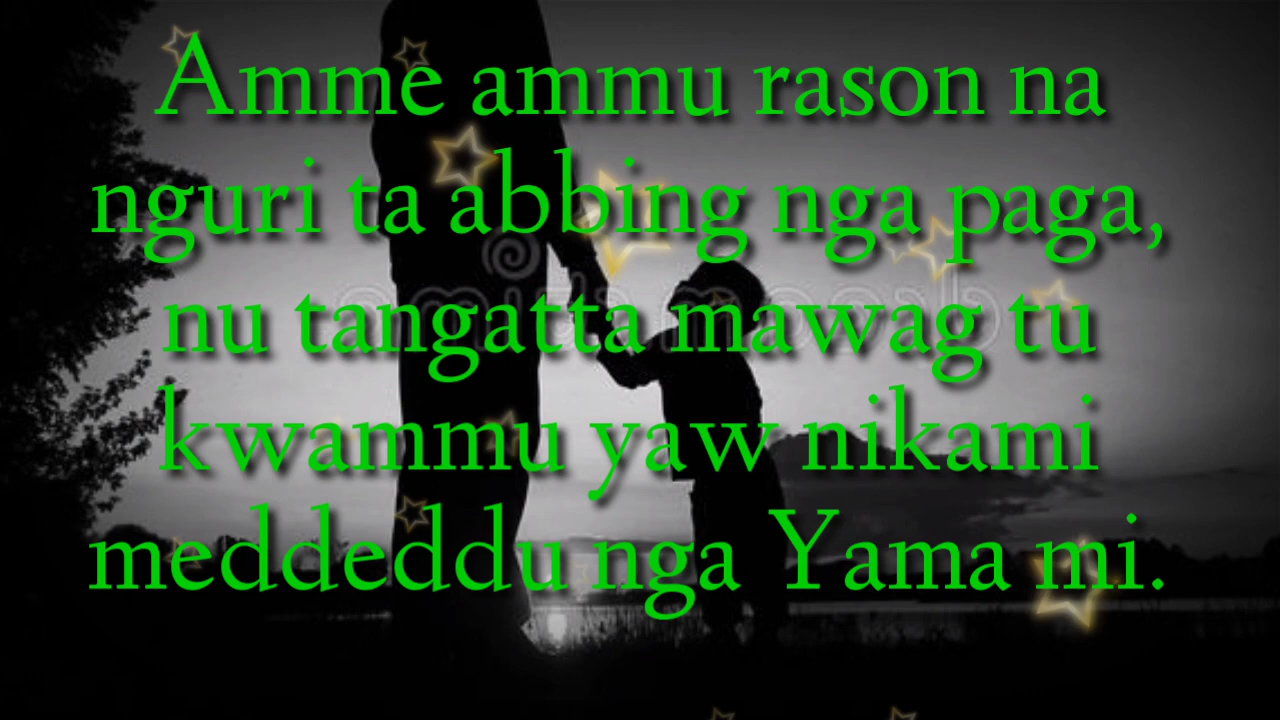 Amme ammu rason na
nguri ta abbing nga paga,
nu tangatta mawag tu
kwammu yaw nikami
meddeddu nga Yama mi.